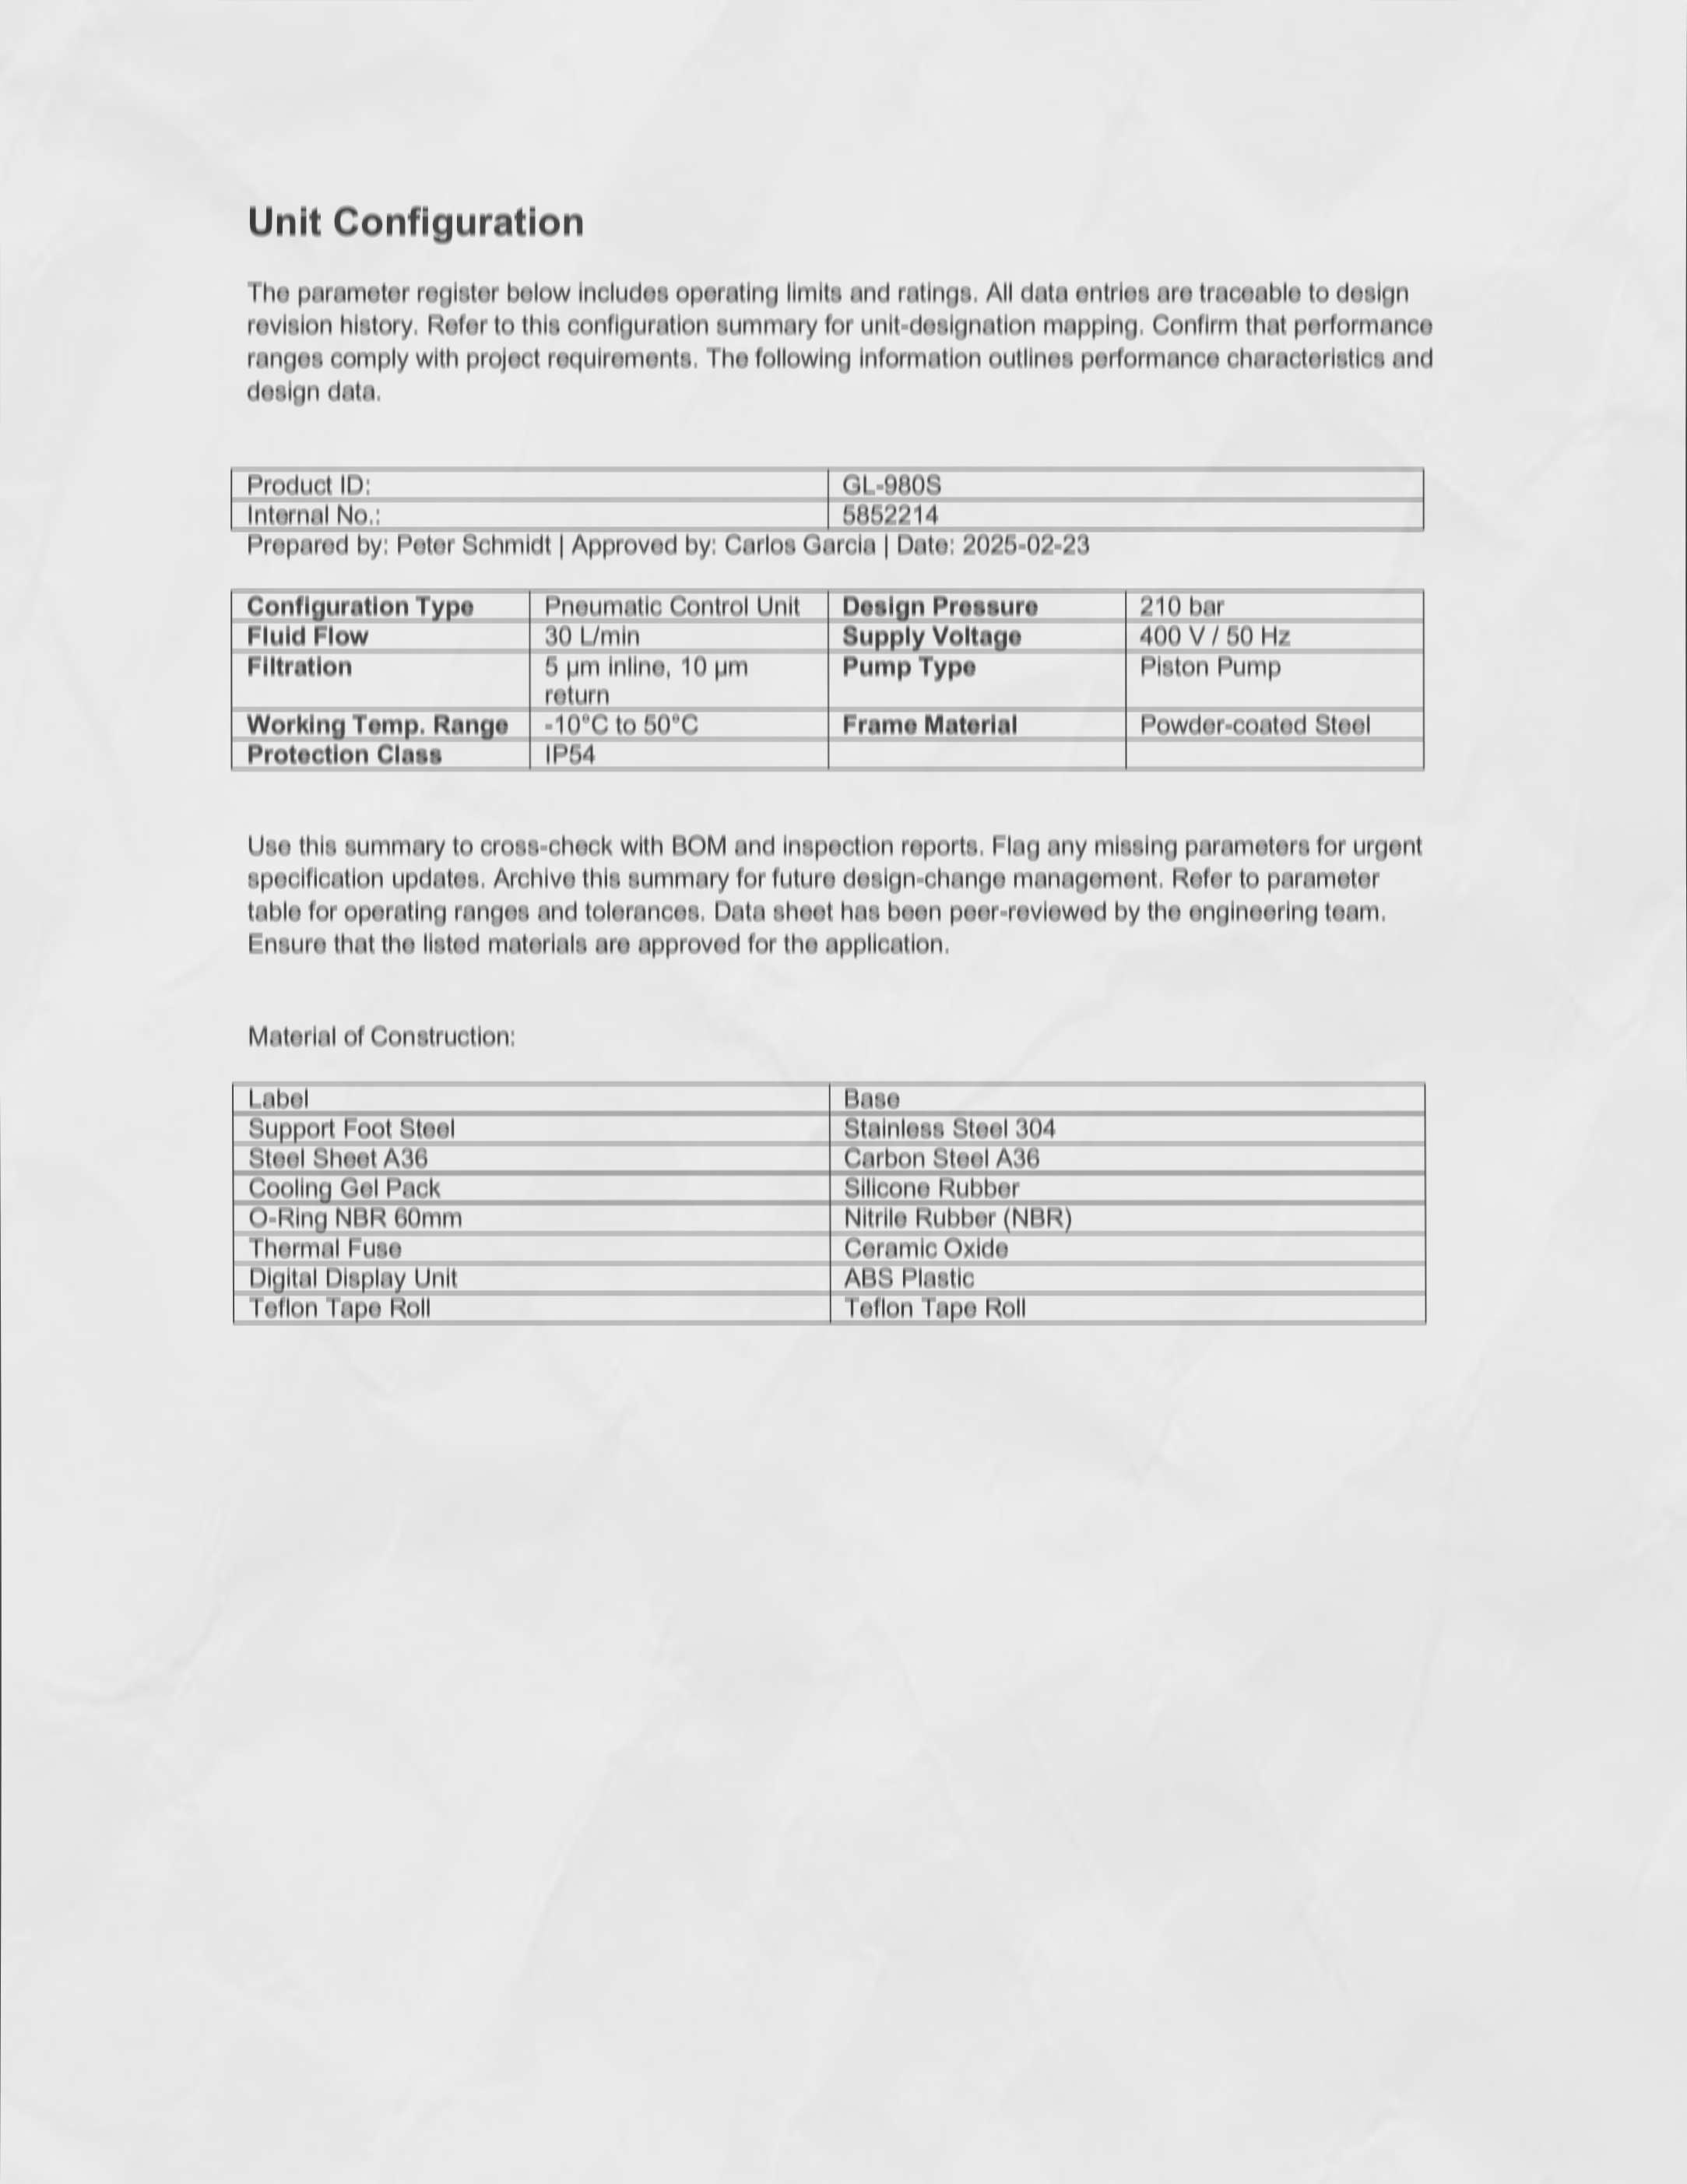 Unit Configuration
The parameter register below includes operating limits and ratings. All data entries are traceable to design
revision history. Refer to this configuration summary for unit-designation mapping. Confirm that performance
ranges comply with project requirements. The following information outlines performance characteristics and
design data.
Product ID: GL-980S
Internal No.: 5852214
Prepared by: Peter Schmidt | Approved by: Carlos Garcia | Date: 2025-02-23
Configuration Type Pneumatic Control Unit Design Pressure 210 bar
Fluid Flow 30 L/min Supply Voltage 400 V / 50 Hz
Filtration 5 µm inline, 10 µm Pump Type Piston Pump
return
Working Temp. Range -10°C to 50°C Frame Material Powder-coated Steel
Protection Class IP54
Use this summary to cross-check with BOM and inspection reports. Flag any missing parameters for urgent
specification updates. Archive this summary for future design-change management. Refer to parameter
table for operating ranges and tolerances. Data sheet has been peer-reviewed by the engineering team.
Ensure that the listed materials are approved for the application.
Material of Construction:
Label Base
Support Foot Steel Stainless Steel 304
Steel Sheet A36 Carbon Steel A36
Cooling Gel Pack Silicone Rubber
O-Ring NBR 60mm Nitrile Rubber (NBR)
Thermal Fuse Ceramic Oxide
Digital Display Unit ABS Plastic
Teflon Tape Roll Teflon Tape Roll